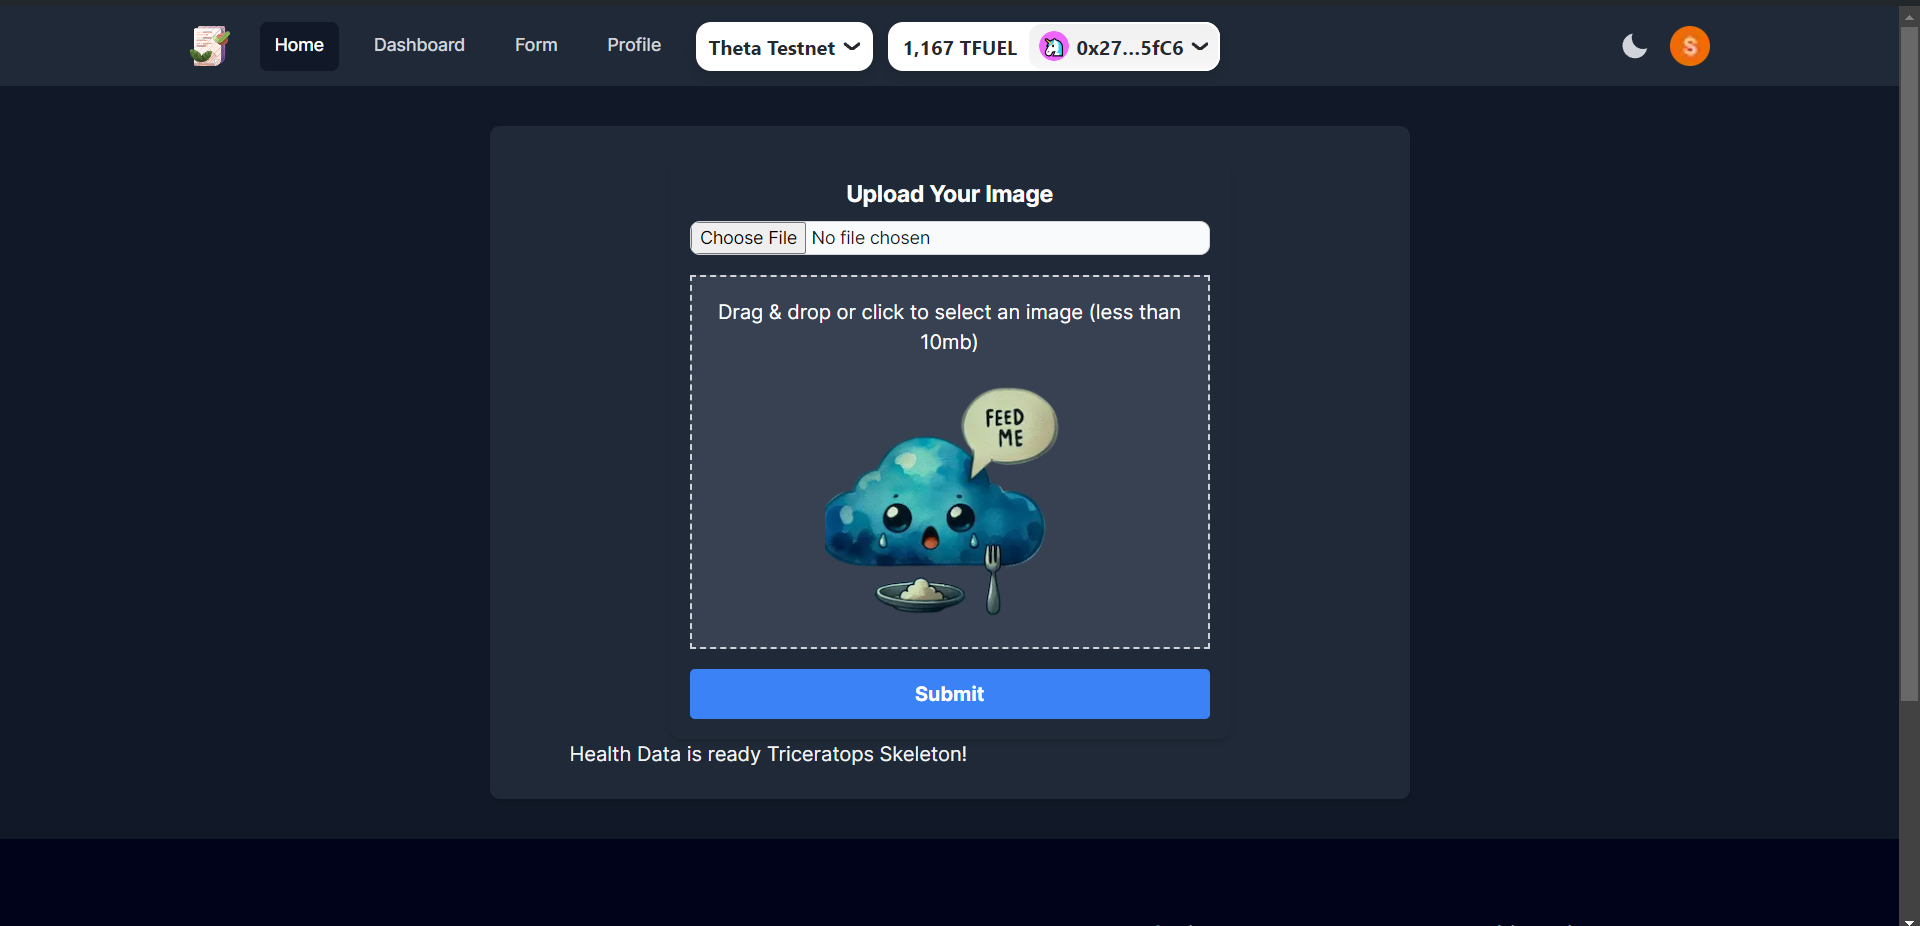 Home
Dashboard
Form
Profile
Theta Testnet
1,167 TFUEL
0x27...5fC6
S
Upload Your Image
Choose File
No file chosen
Drag & drop or click to select an image (less than
10mb)
FEED
ME
Submit
Health Data is ready Triceratops Skeleton!